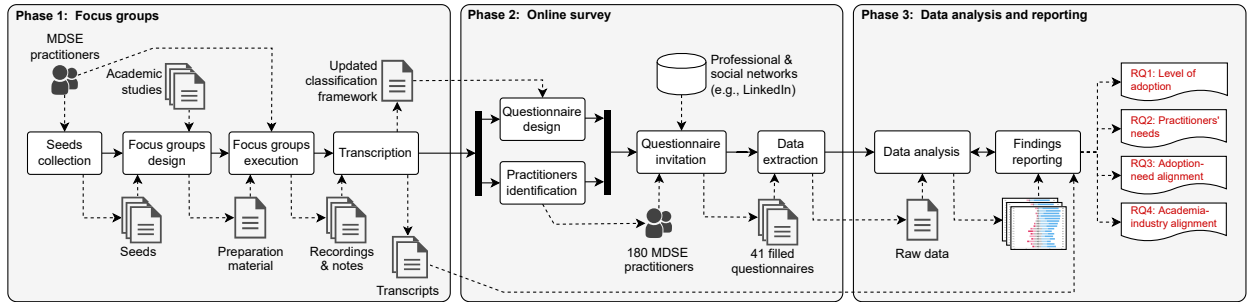 Phase 1: Focus groups
MDSE
practitioners
Academic
studies
Updated
classification
framework
Seeds
collection
Focus groups
design
Focus groups
execution
Transcription
Seeds
Preparation
material
Recordings
& notes
Transcripts
Phase 2: Online survey
Professional &
social networks
(e.g., LinkedIn)
Questionnaire
design
Practitioners
identification
Questionnaire
invitation
Data
extraction
180 MDSE
practitioners
41 filled
questionnaires
Phase 3: Data analysis and reporting
Data analysis
Findings
reporting
Raw data
RQ1: Level of
adoption
RQ2: Practitioners'
needs
RQ3: Adoption-
need alignment
RQ4: Academia-
industry alignment